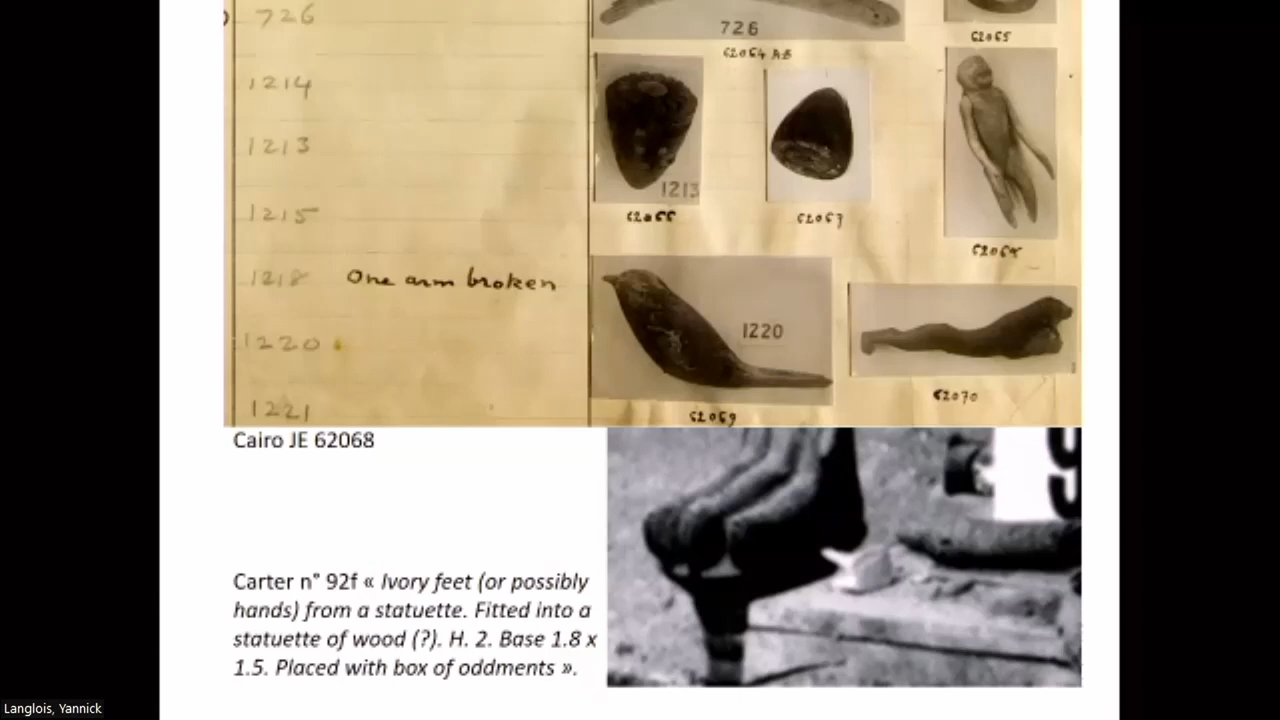 726
1214
1213
1215
1218 One arm broken
1220
1221
726
62064 AB
62065
1213
62066
62067
62068
1220
62069
62070
Cairo JE 62068
Carter n° 92f « Ivory feet (or possibly
hands) from a statuette. Fitted into a
statuette of wood (?). H. 2. Base 1.8 x
1.5. Placed with box of oddments ».
Langlois, Yannick